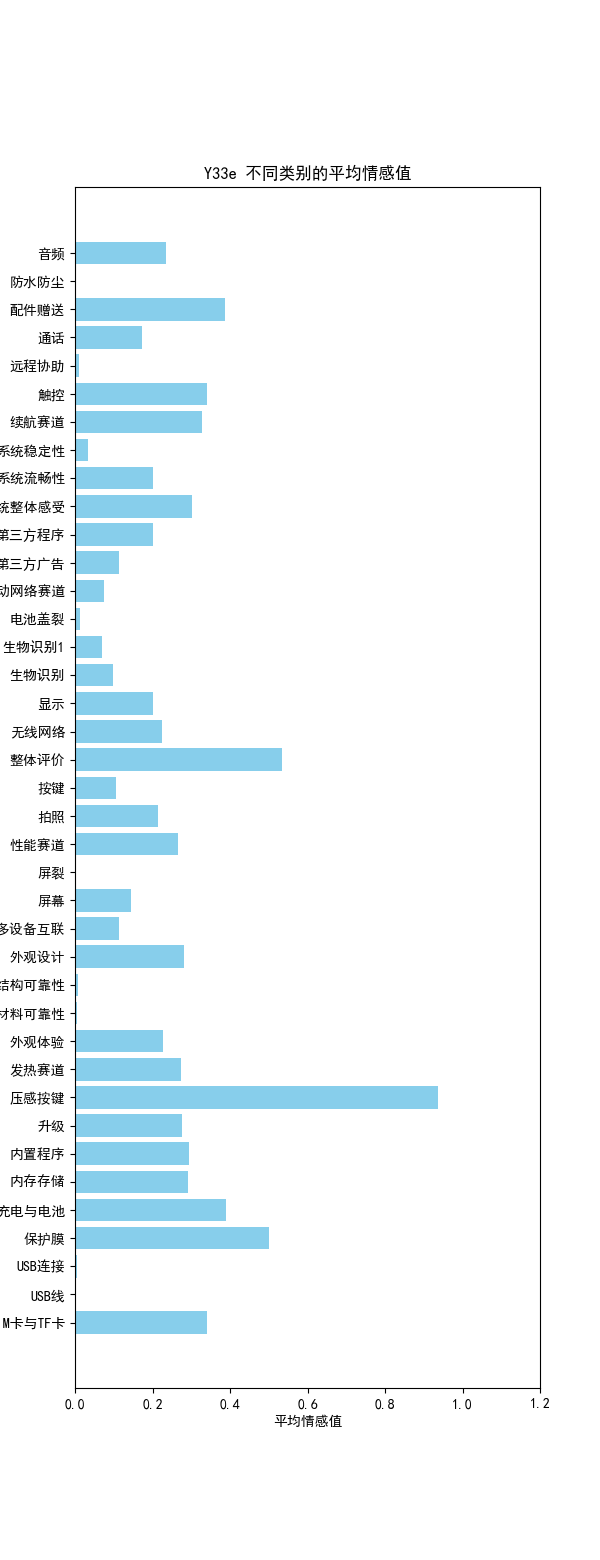 Y33e 不同类别的平均情感值
音频
防水防尘
配件赠送
通话
远程协助
触控
续航赛道
系统稳定性
系统流畅性
统整体感受
第三方程序
第三方广告
动网络赛道
电池盖裂
生物识别1
生物识别
显示
无线网络
整体评价
按键
拍照
性能赛道
屏裂
屏幕
多设备互联
外观设计
结构可靠性
材料可靠性
外观体验
发热赛道
压感按键
升级
内置程序
内存存储
充电与电池
保护膜
USB连接
USB线
M卡与TF卡
0.0 0.2 0.4 0.6 0.8 1.0 1.2
平均情感值